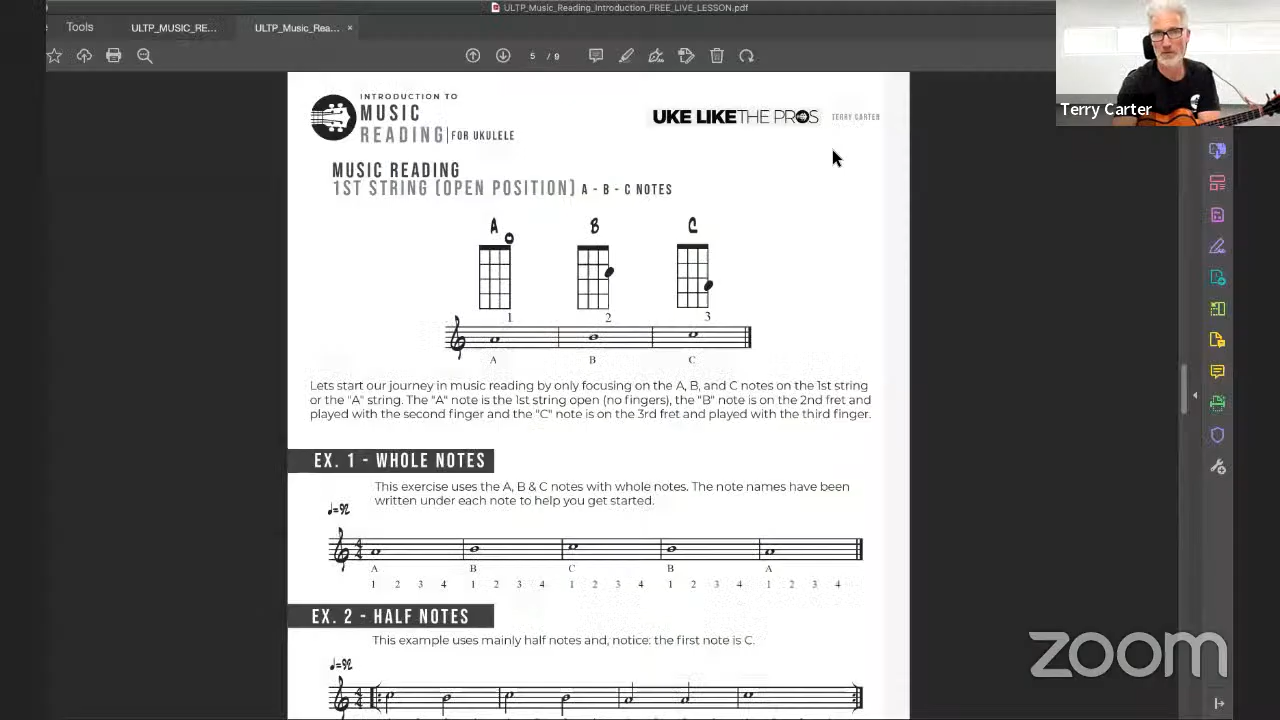 ULTP_Music_Reading_Introduction_FREE_LIVE_LESSON.pdf
Tools
ULTP_MUSIC_RE...
ULTP_Music_Rea... ×
5 / 9
Terry Carter
INTRODUCTION TO
MUSIC
READING FOR UKULELE
UKE LIKE THE PROS
TERRY CARTER
MUSIC READING
1ST STRING (OPEN POSITION) A - B - C NOTES
A B C
1 2 3
A B C
Lets start our journey in music reading by only focusing on the A, B, and C notes on the 1st string
or the "A" string. The "A" note is the 1st string open (no fingers), the "B" note is on the 2nd fret and
played with the second finger and the "C" note is on the 3rd fret and played with the third finger.
EX. 1 - WHOLE NOTES
This exercise uses the A, B & C notes with whole notes. The note names have been
written under each note to help you get started.
♩=92
4
4
A B C B A
1 2 3 4 1 2 3 4 1 2 3 4 1 2 3 4 1 2 3 4
EX. 2 - HALF NOTES
This example uses mainly half notes and, notice: the first note is C.
♩=92
4
4
zoom